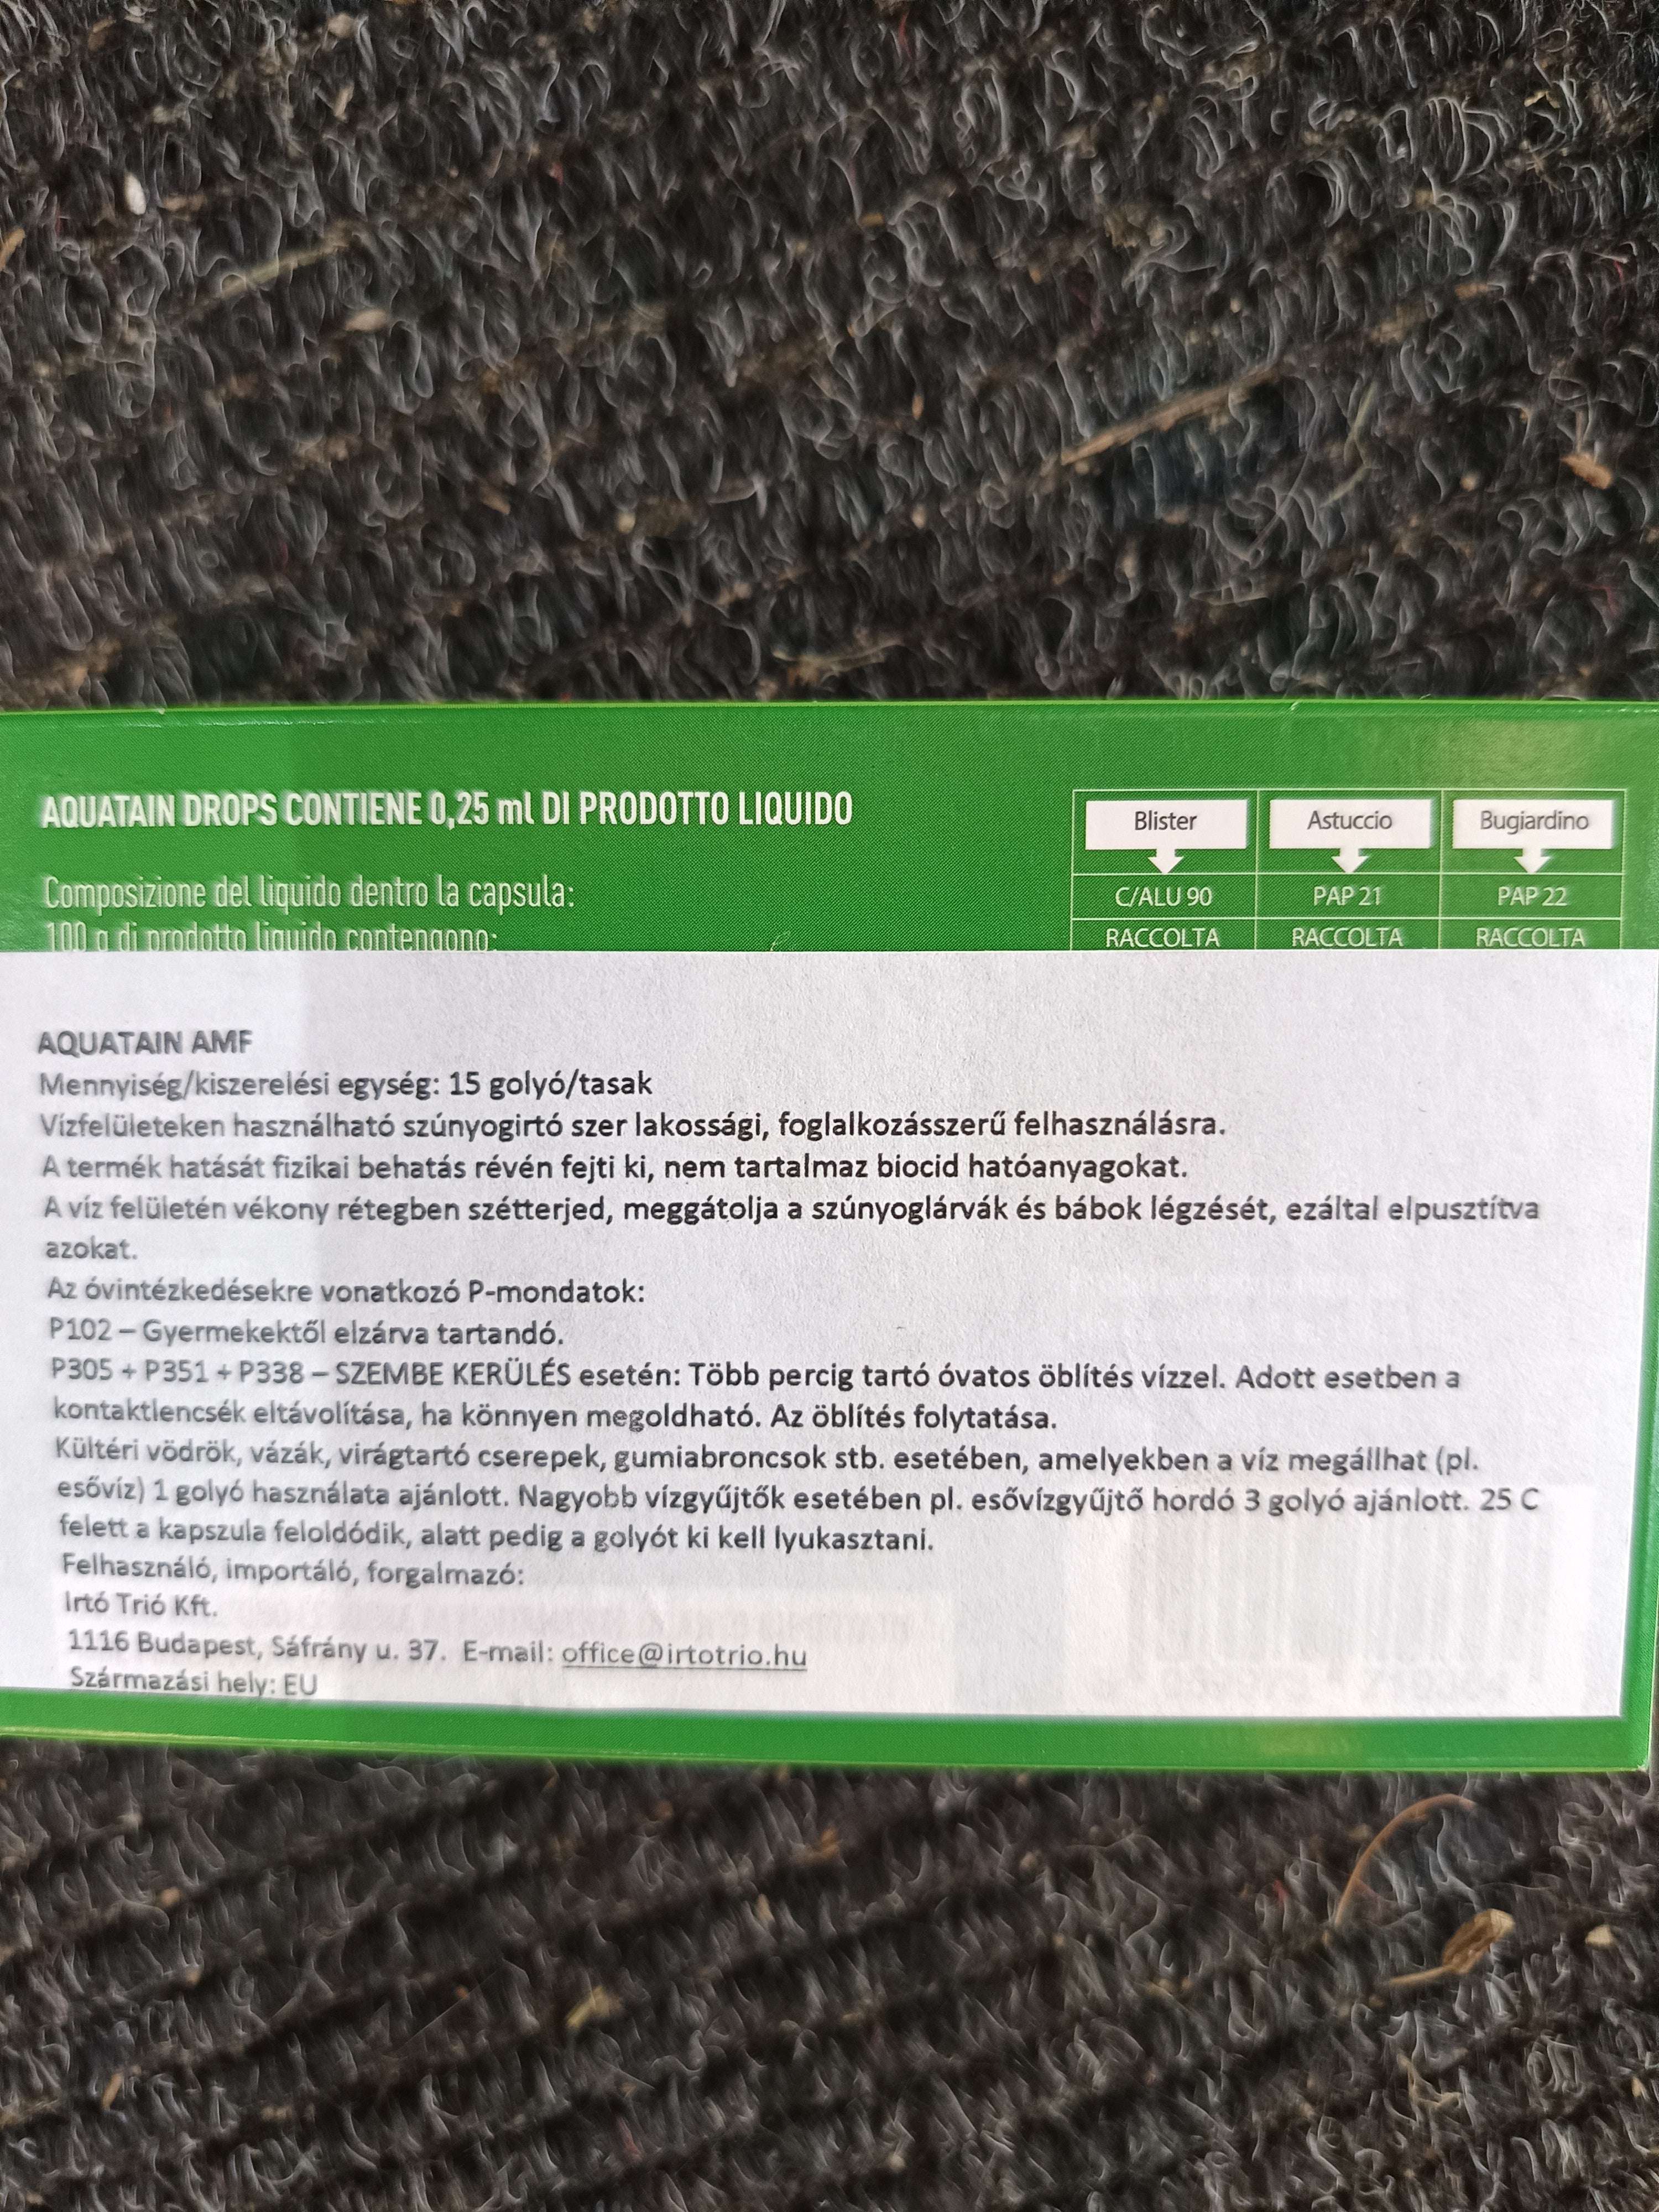 AQUATAIN DROPS CONTIENE 0,25 ml DI PRODOTTO LIQUIDO
Composizione del liquido dentro la capsula:
100 g di prodotto liquido contengono:
Blister Astuccio Bugiardino
C/ALU 90 PAP 21 PAP 22
RACCOLTA RACCOLTA RACCOLTA
AQUATAIN AMF
Mennyiség/kiszerelési egység: 15 golyó/tasak
Vízfelületeken használható szúnyogirtó szer lakossági, foglalkozásszerű felhasználásra.
A termék hatását fizikai behatás révén fejti ki, nem tartalmaz biocid hatóanyagokat.
A víz felületén vékony rétegben szétterjed, meggátolja a szúnyoglárvák és bábok légzését, ezáltal elpusztítva
azokat.
Az óvintézkedésekre vonatkozó P-mondatok:
P102 – Gyermekektől elzárva tartandó.
P305 + P351 + P338 – SZEMBE KERÜLÉS esetén: Több percig tartó óvatos öblítés vízzel. Adott esetben a
kontaktlencsék eltávolítása, ha könnyen megoldható. Az öblítés folytatása.
Kültéri vödrök, vázák, virágtartó cserepek, gumiabroncsok stb. esetében, amelyekben a víz megállhat (pl.
esővíz) 1 golyó használata ajánlott. Nagyobb vízgyűjtők esetében pl. esővízgyűjtő hordó 3 golyó ajánlott. 25 C
felett a kapszula feloldódik, alatt pedig a golyót ki kell lyukasztani.
Felhasználó, importáló, forgalmazó:
Irtó Trió Kft.
1116 Budapest, Sáfrány u. 37. E-mail: office@irtotrio.hu
Származási hely: EU